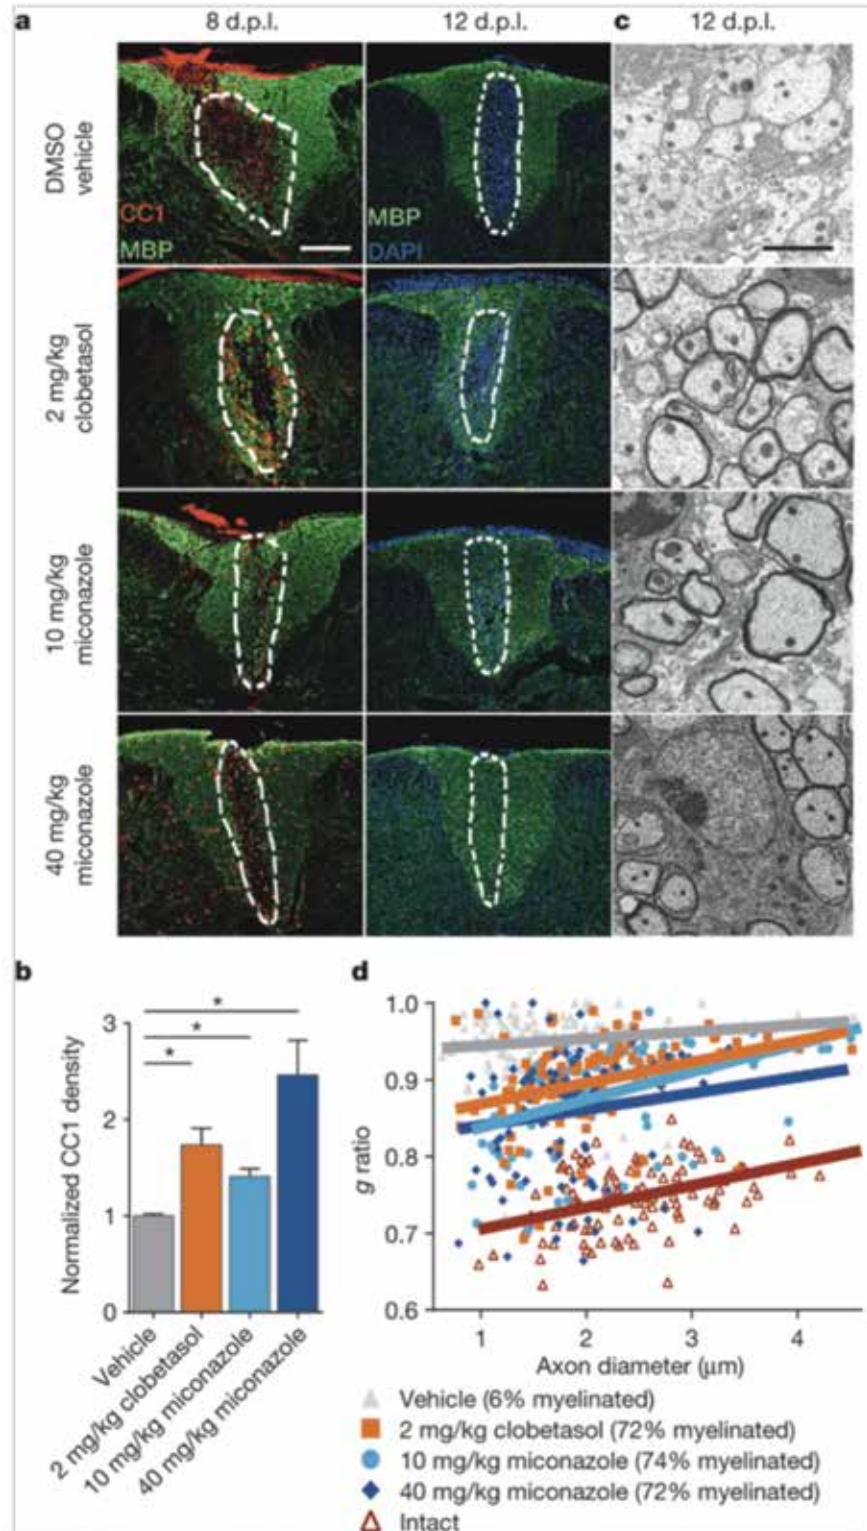 a
8 d.p.l.
12 d.p.l.
c
12 d.p.l.
DMSO
vehicle
CC1
MBP
MBP
DAPI
2 mg/kg
clobetasol
10 mg/kg
miconazole
40 mg/kg
miconazole
b
3
2
1
0
Normalized CC1 density
*
*
*
Vehicle
2 mg/kg clobetasol
10 mg/kg miconazole
40 mg/kg miconazole
d
1.0
0.9
0.8
0.7
0.6
g ratio
1 2 3 4
Axon diameter (μm)
Vehicle (6% myelinated)
2 mg/kg clobetasol (72% myelinated)
10 mg/kg miconazole (74% myelinated)
40 mg/kg miconazole (72% myelinated)
Intact